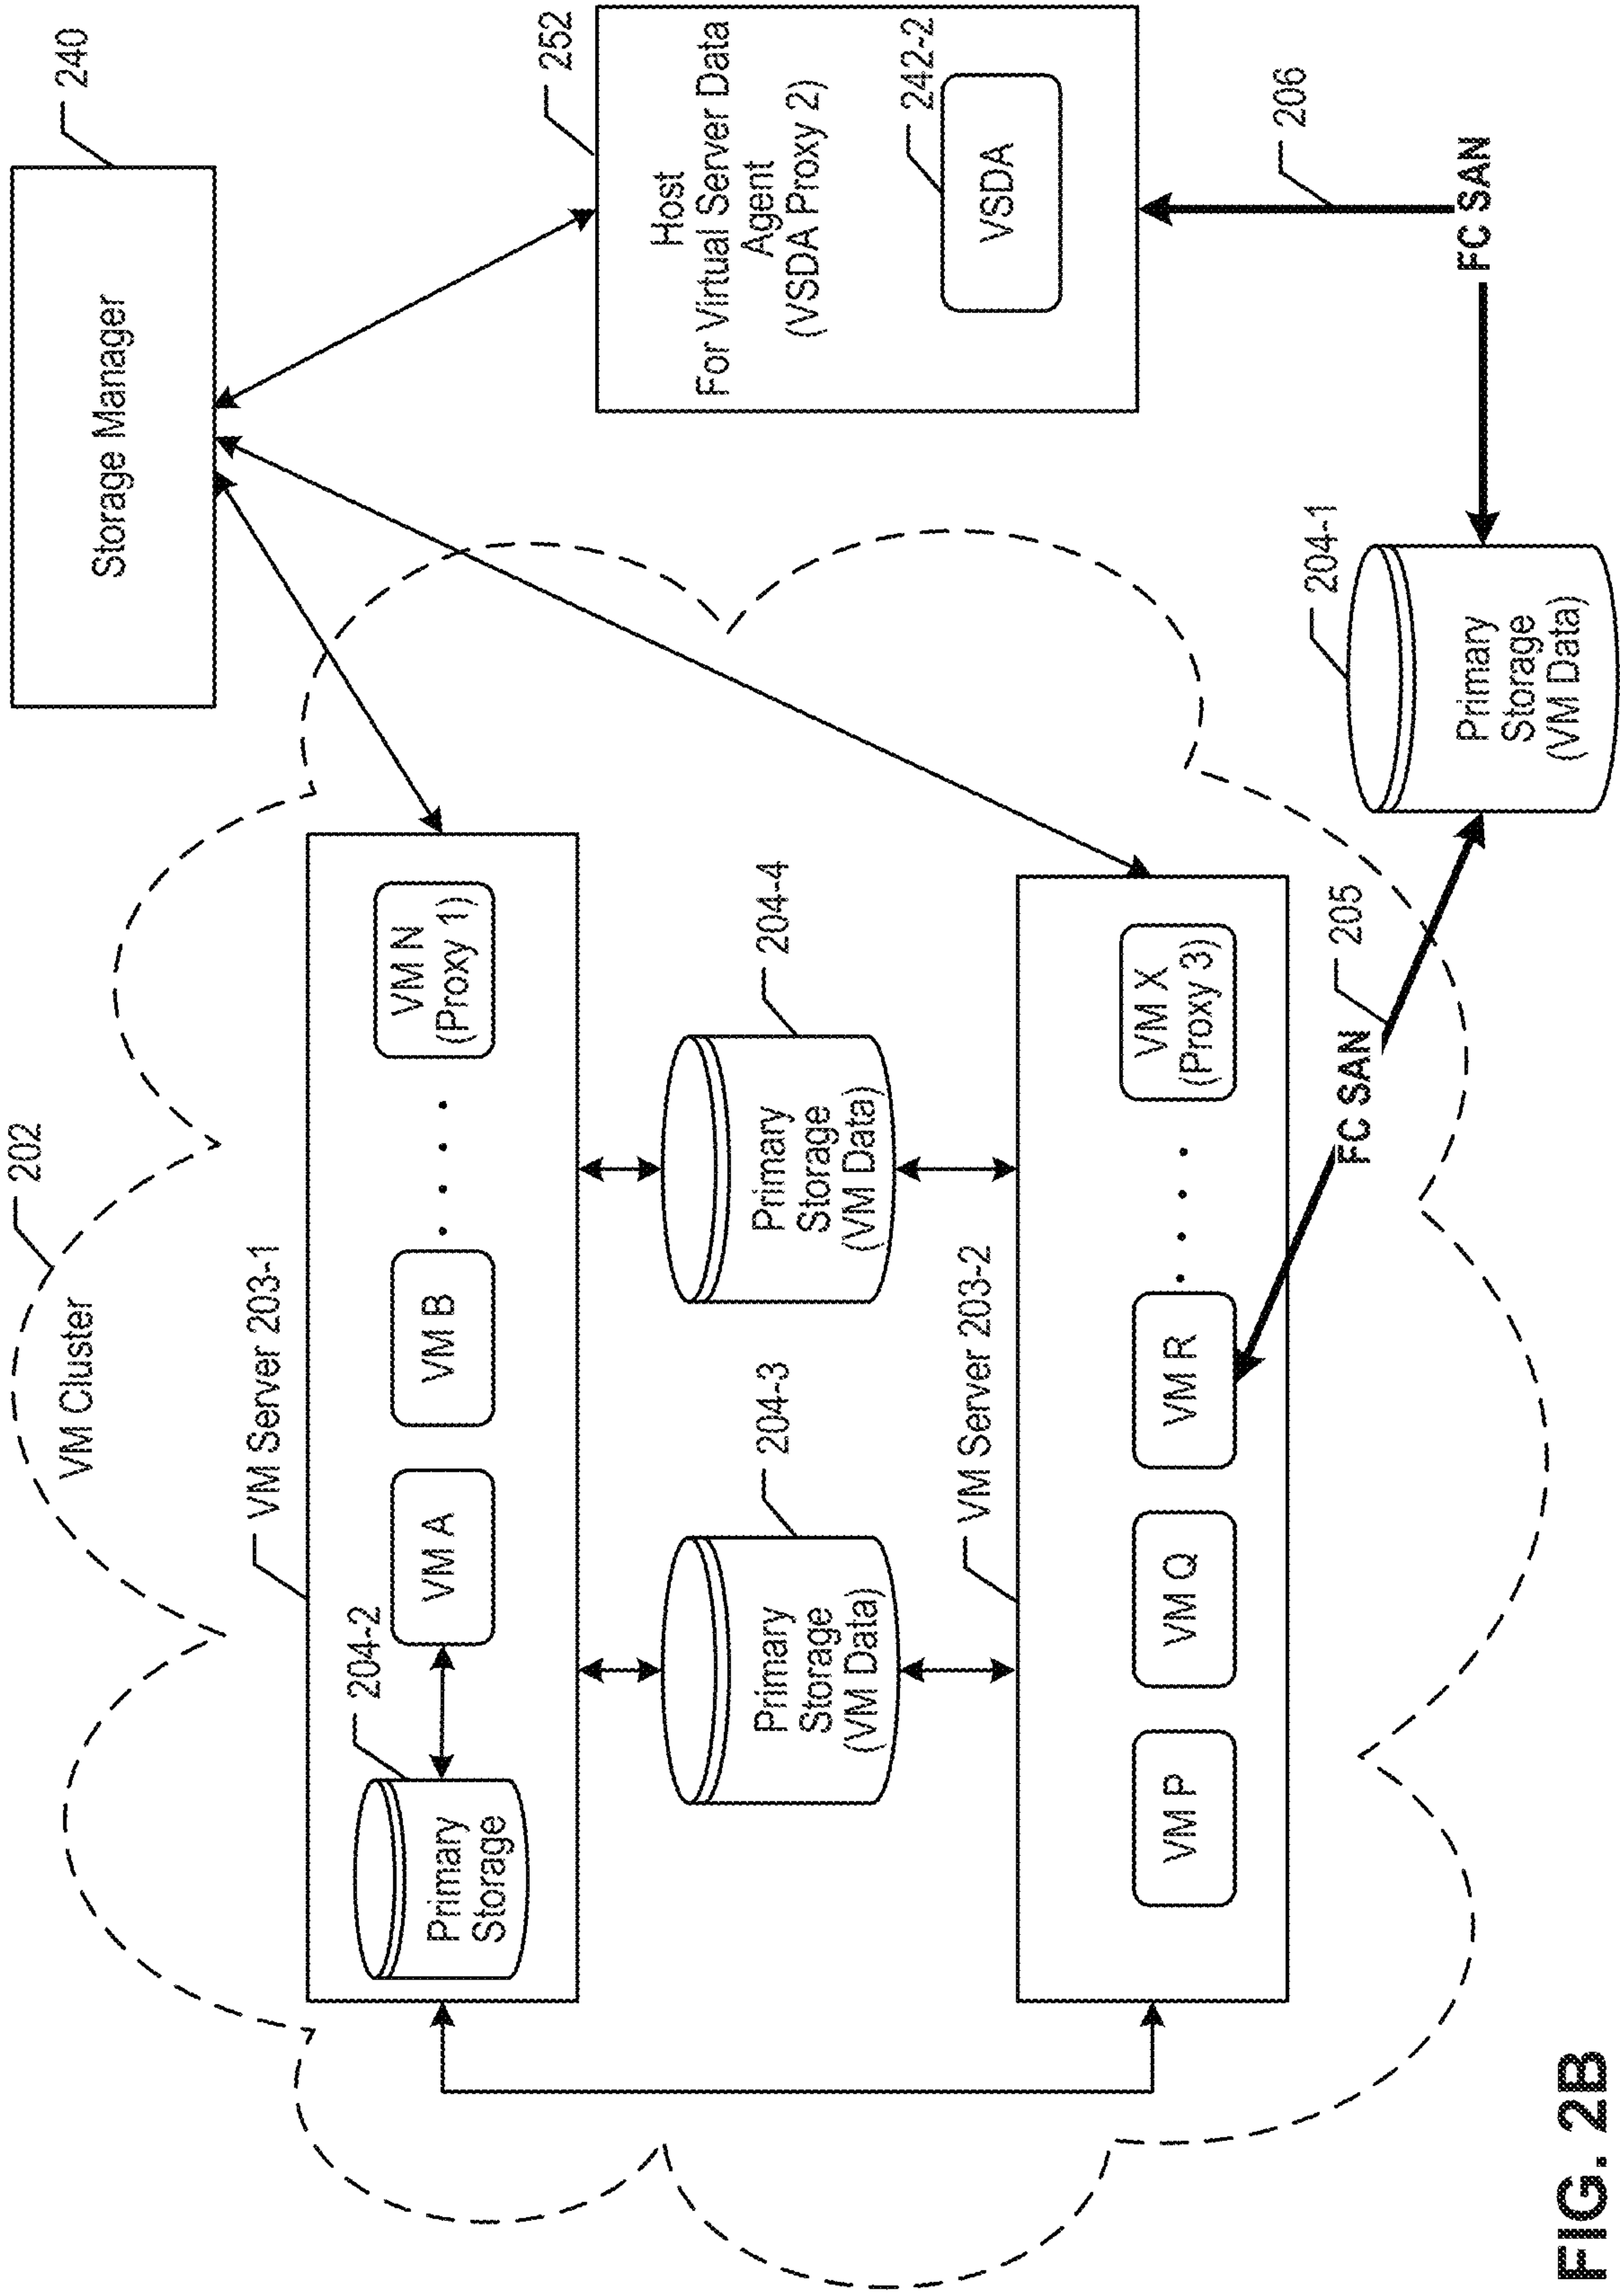 202
VM Cluster
Storage Manager
240
VM Server 203-1
204-2
Primary
Storage
VM A
VM B
VM N
(Proxy 1)
252
Host
For Virtual Server Data
Agent
(VSDA Proxy 2)
242-2
VSDA
204-3
Primary
Storage
(VM Data)
204-4
Primary
Storage
(VM Data)
VM Server 203-2
VM P
VM Q
VM R
VM X
(Proxy 3)
206
FC SAN
204-1
Primary
Storage
(VM Data)
FC SAN
205
FIG. 2B